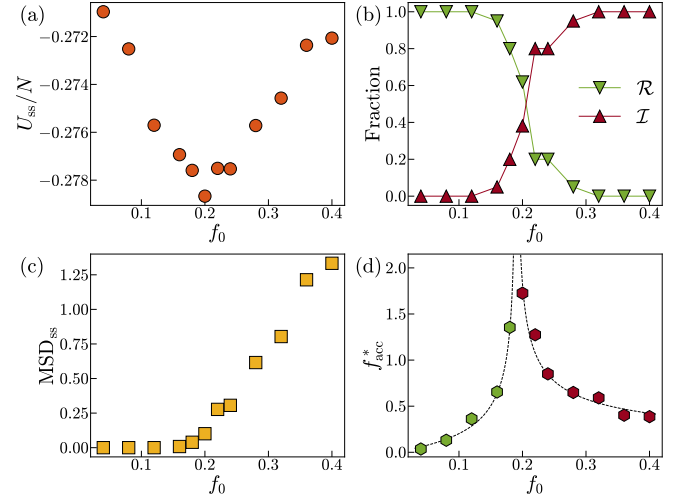 (a)
−0.272
−0.274
−0.276
−0.278
U_ss/N
0.1 0.2 0.3 0.4
f_0
(b)
1.0
0.8
0.6
0.4
0.2
0.0
Fraction
R
I
0.1 0.2 0.3 0.4
f_0
(c)
1.25
1.00
0.75
0.50
0.25
0.00
MSD_ss
0.1 0.2 0.3 0.4
f_0
(d)
2.0
1.5
1.0
0.5
f*_acc
0.1 0.2 0.3 0.4
f_0